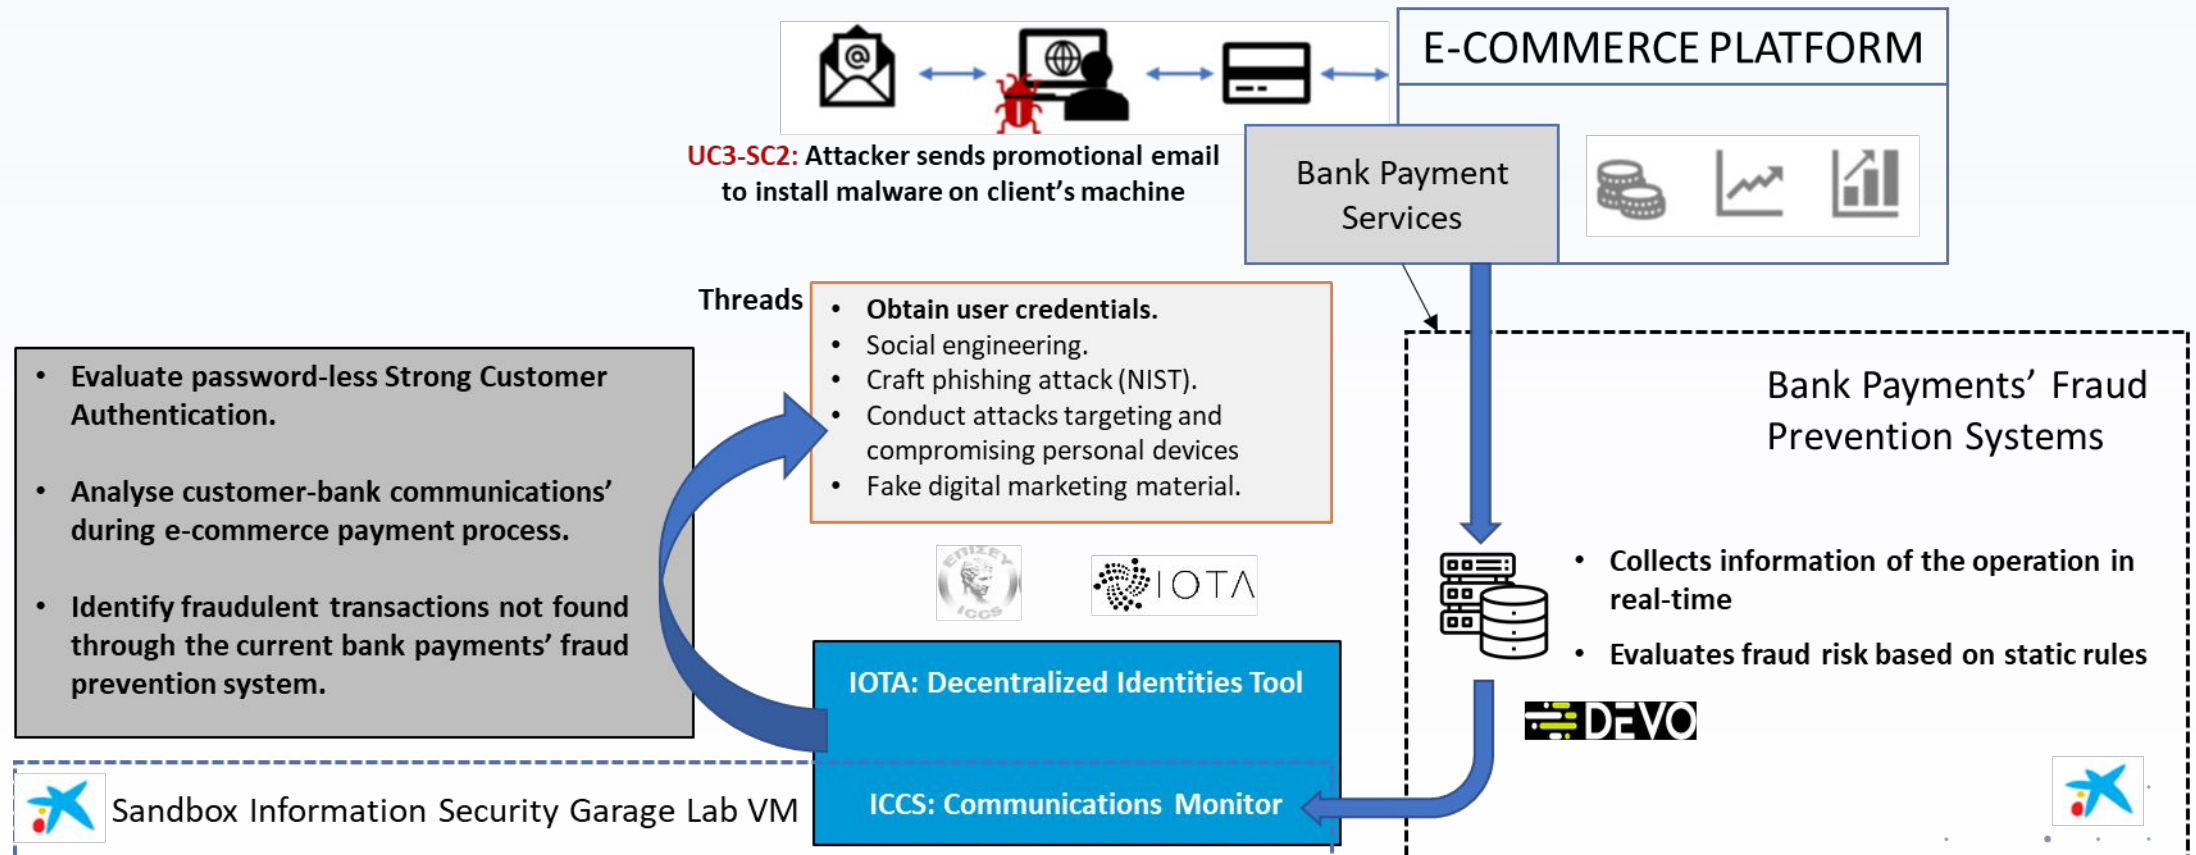 E-COMMERCE PLATFORM
@
UC3-SC2: Attacker sends promotional email
to install malware on client's machine
Bank Payment
Services
Threads
• Obtain user credentials.
• Social engineering.
• Craft phishing attack (NIST).
• Conduct attacks targeting and
compromising personal devices
• Fake digital marketing material.
• Evaluate password-less Strong Customer
Authentication.
• Analyse customer-bank communications'
during e-commerce payment process.
• Identify fraudulent transactions not found
through the current bank payments' fraud
prevention system.
Bank Payments' Fraud
Prevention Systems
• Collects information of the operation in
real-time
• Evaluates fraud risk based on static rules
ΕΠΙΣΕΥ
ICCS
IOTA
DEVO
IOTA: Decentralized Identities Tool
ICCS: Communications Monitor
Sandbox Information Security Garage Lab VM